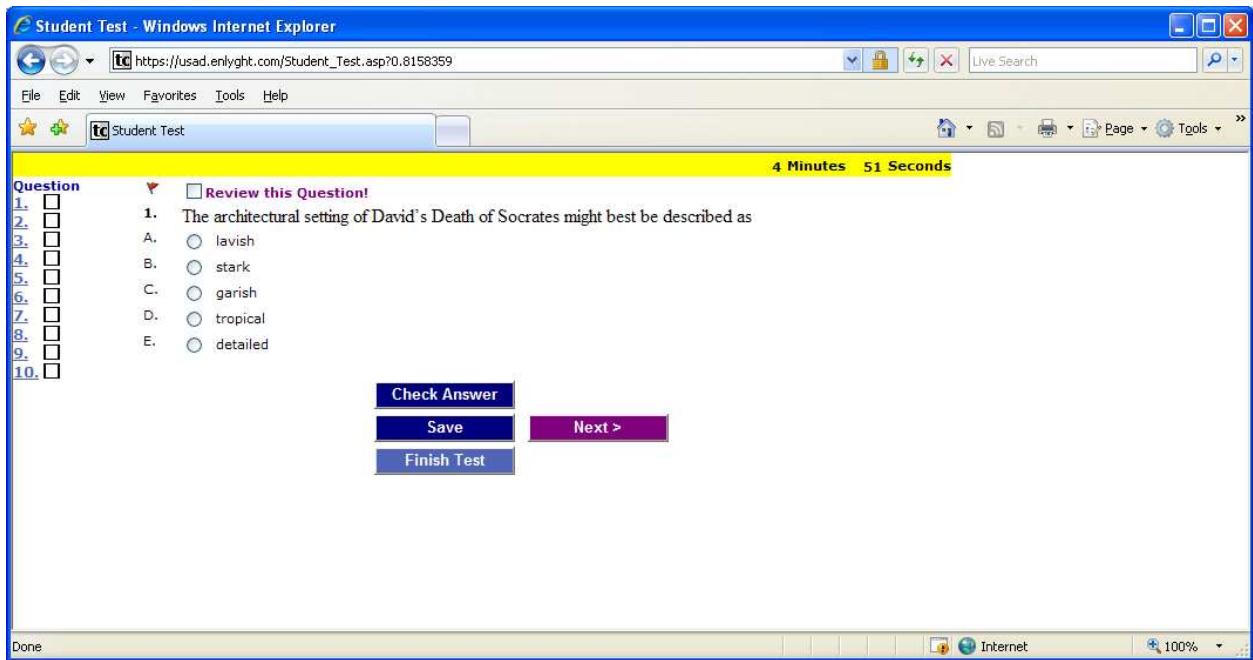 Student Test - Windows Internet Explorer
https://usad.enlyght.com/Student_Test.asp?0.8158359
Live Search
File Edit View Favorites Tools Help
tc Student Test
Page Tools »
4 Minutes 51 Seconds
Question
Review this Question!
1.
2.
3.
4.
5.
6.
7.
8.
9.
10.
1. The architectural setting of David's Death of Socrates might best be described as
A. lavish
B. stark
C. garish
D. tropical
E. detailed
Check Answer
Save Next >
Finish Test
Done Internet 100%